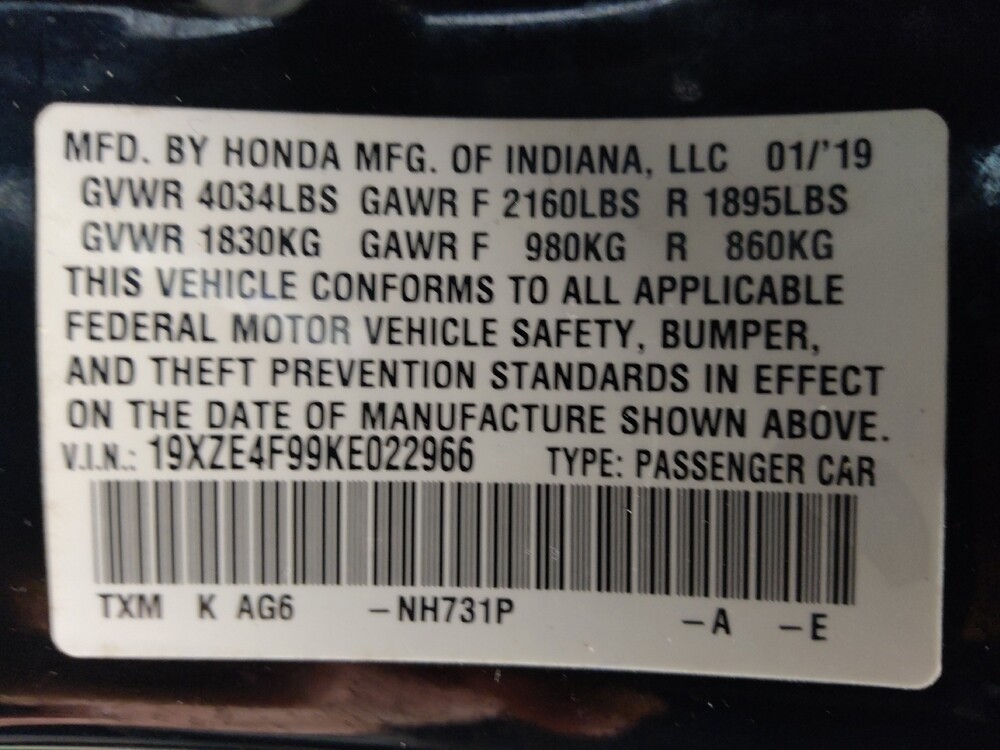 MFD. BY HONDA MFG. OF INDIANA, LLC 01/'19
GVWR 4034LBS GAWR F 2160LBS R 1895LBS
GVWR 1830KG GAWR F 980KG R 860KG
THIS VEHICLE CONFORMS TO ALL APPLICABLE
FEDERAL MOTOR VEHICLE SAFETY, BUMPER,
AND THEFT PREVENTION STANDARDS IN EFFECT
ON THE DATE OF MANUFACTURE SHOWN ABOVE.
V.I.N.: 19XZE4F99KE022966 TYPE: PASSENGER CAR
TXM K AG6 -NH731P -A -E